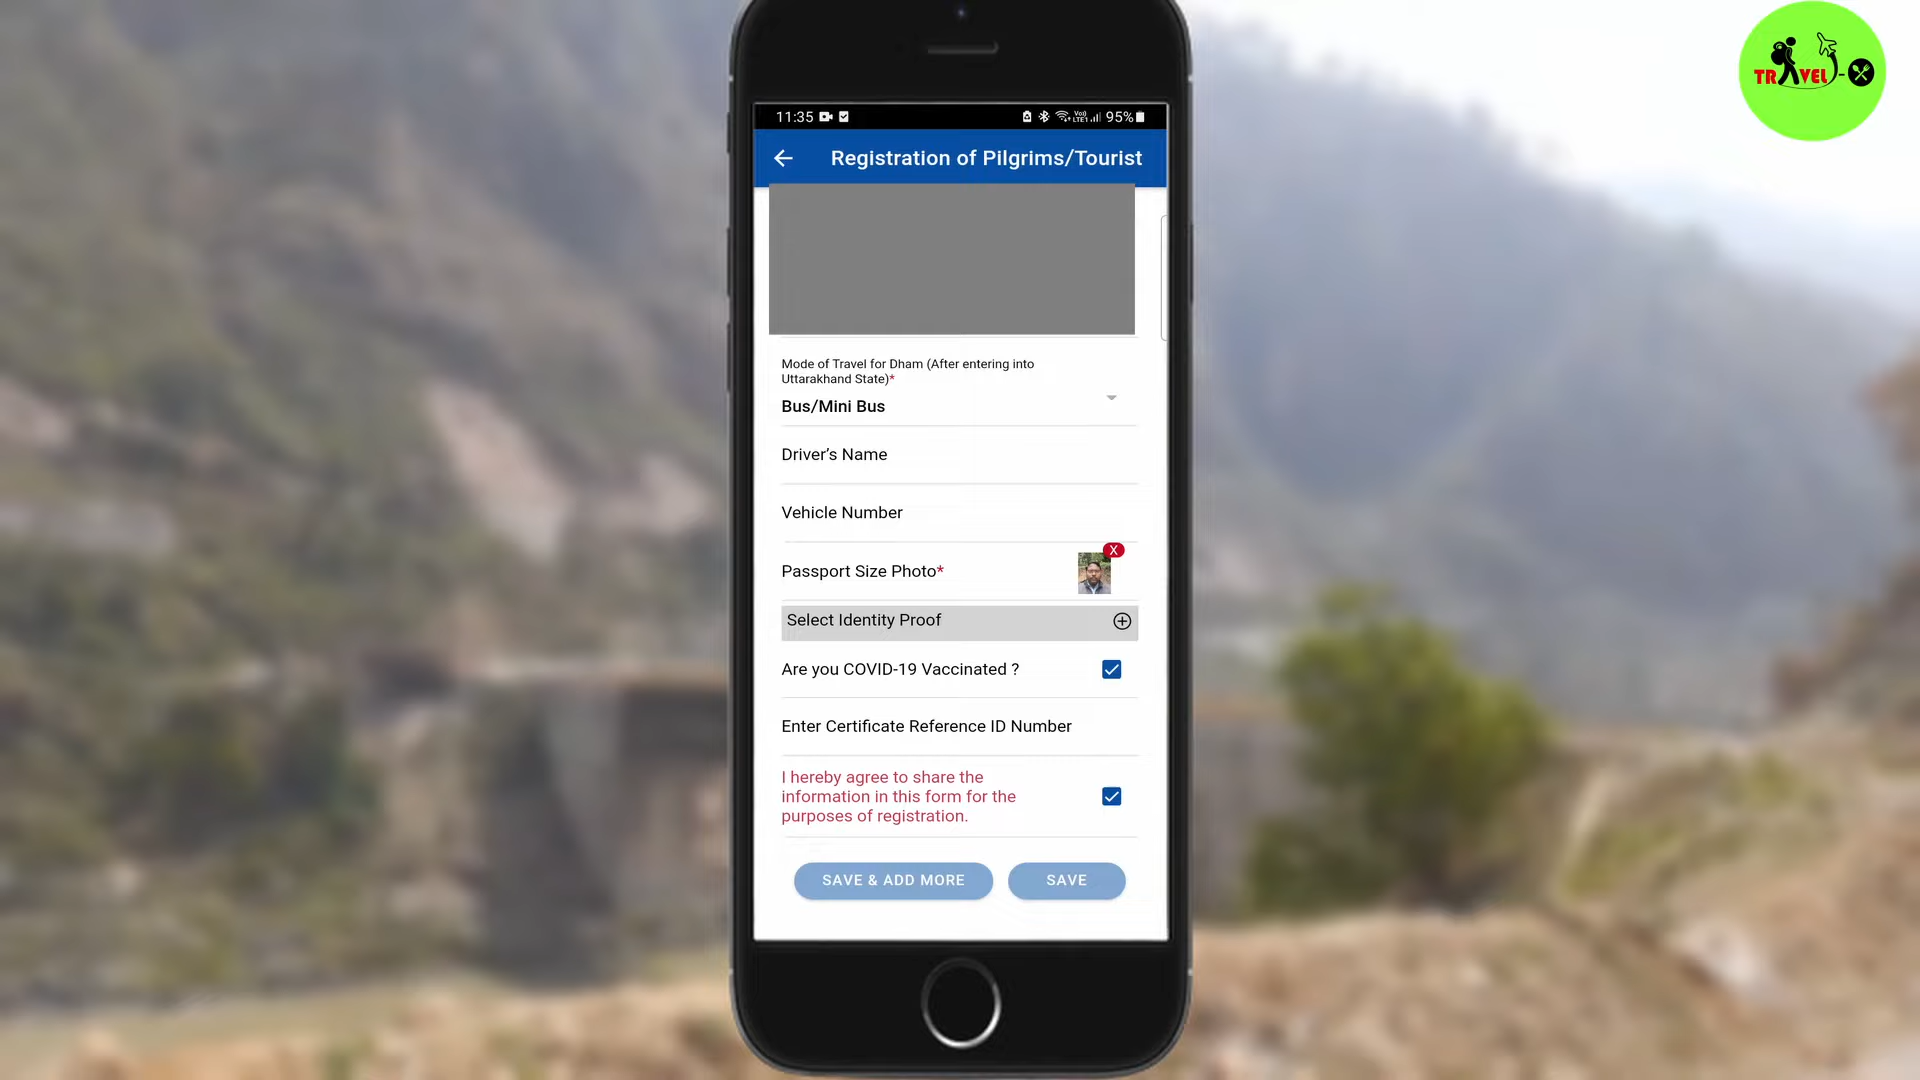 TRAVEL-O
11:35 95%
Registration of Pilgrims/Tourist
Mode of Travel for Dham (After entering into
Uttarakhand State)*
Bus/Mini Bus
Driver's Name
Vehicle Number
X
Passport Size Photo*
Select Identity Proof
Are you COVID-19 Vaccinated ?
Enter Certificate Reference ID Number
I hereby agree to share the
information in this form for the
purposes of registration.
SAVE & ADD MORE SAVE